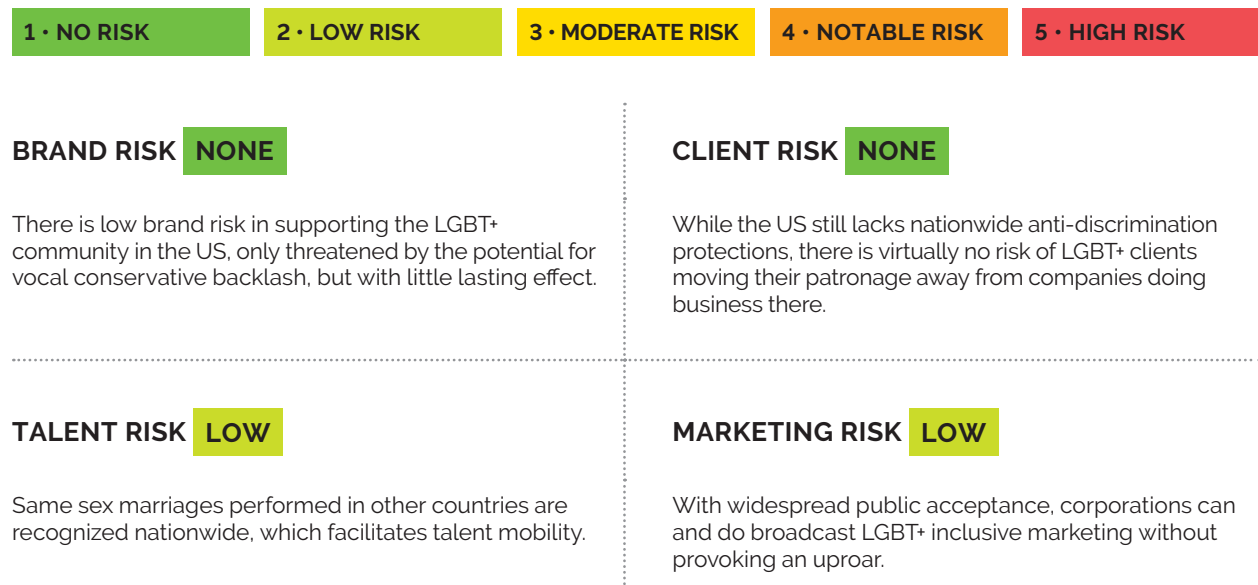 1 • NO RISK
2 • LOW RISK
3 • MODERATE RISK
4 • NOTABLE RISK
5 • HIGH RISK
BRAND RISK NONE
There is low brand risk in supporting the LGBT+
community in the US, only threatened by the potential for
vocal conservative backlash, but with little lasting effect.
CLIENT RISK NONE
While the US still lacks nationwide anti-discrimination
protections, there is virtually no risk of LGBT+ clients
moving their patronage away from companies doing
business there.
TALENT RISK LOW
Same sex marriages performed in other countries are
recognized nationwide, which facilitates talent mobility.
MARKETING RISK LOW
With widespread public acceptance, corporations can
and do broadcast LGBT+ inclusive marketing without
provoking an uproar.